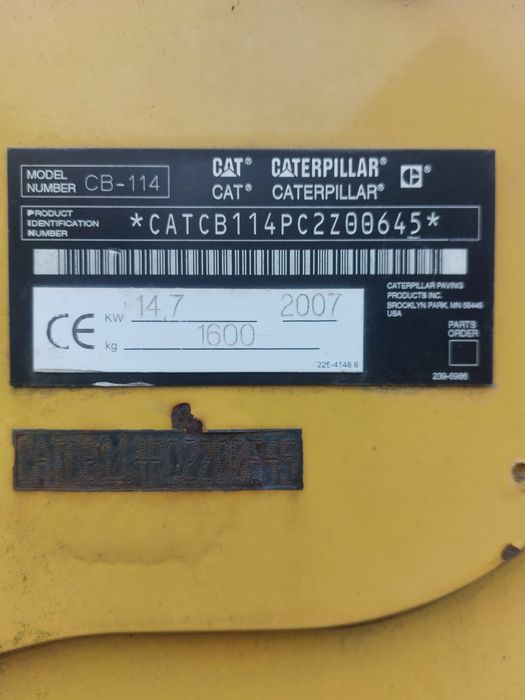 MODEL NUMBER CB-114
CAT® CATERPILLAR® C®
CAT® CATERPILLAR®
PRODUCT IDENTIFICATION NUMBER *CATCB114PC2Z00645*
CATERPILLAR PAVING
PRODUCTS INC.
BROOKLYN PARK, MN 55445
USA
CE KW 14,7 2007
kg 1600
225-4148 6
PARTS
ORDER
239-6986